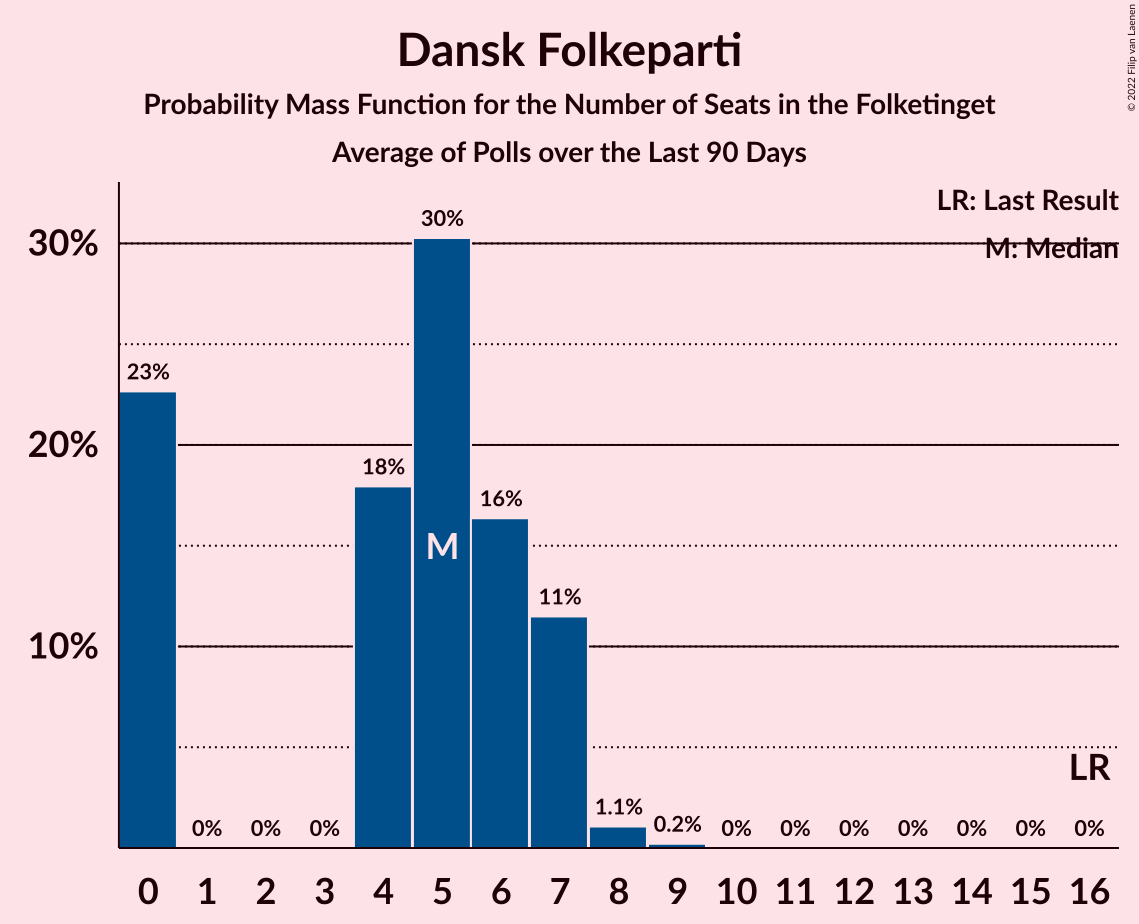 Dansk Folkeparti
Probability Mass Function for the Number of Seats in the Folketinget
Average of Polls over the Last 90 Days
© 2022 Filip van Laenen
LR: Last Result
M: Median
30%
20%
10%
23%
0%
0%
0%
18%
30%
16%
11%
1.1%
0.2%
0%
0%
0%
0%
0%
0%
0%
M
LR
0 1 2 3 4 5 6 7 8 9 10 11 12 13 14 15 16